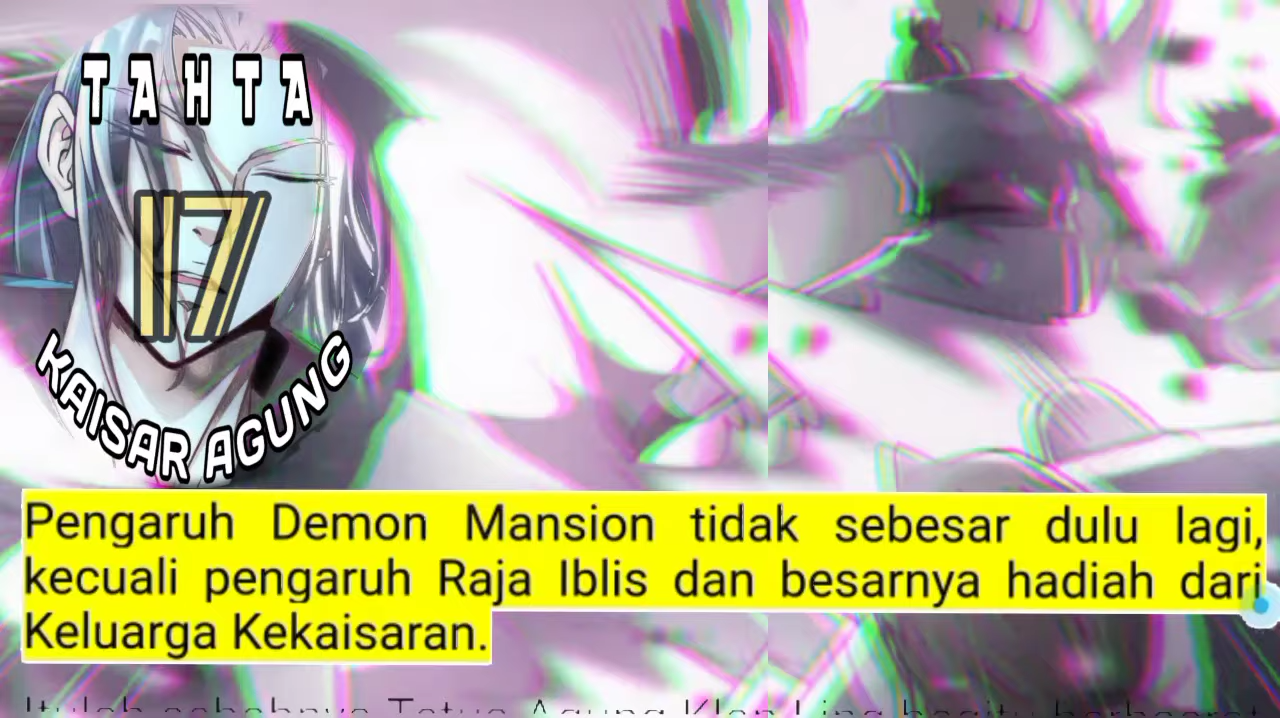 TAHTA
17
KAISAR AGUNG
Pengaruh Demon Mansion tidak sebesar dulu lagi,
kecuali pengaruh Raja Iblis dan besarnya hadiah dari
Keluarga Kekaisaran.